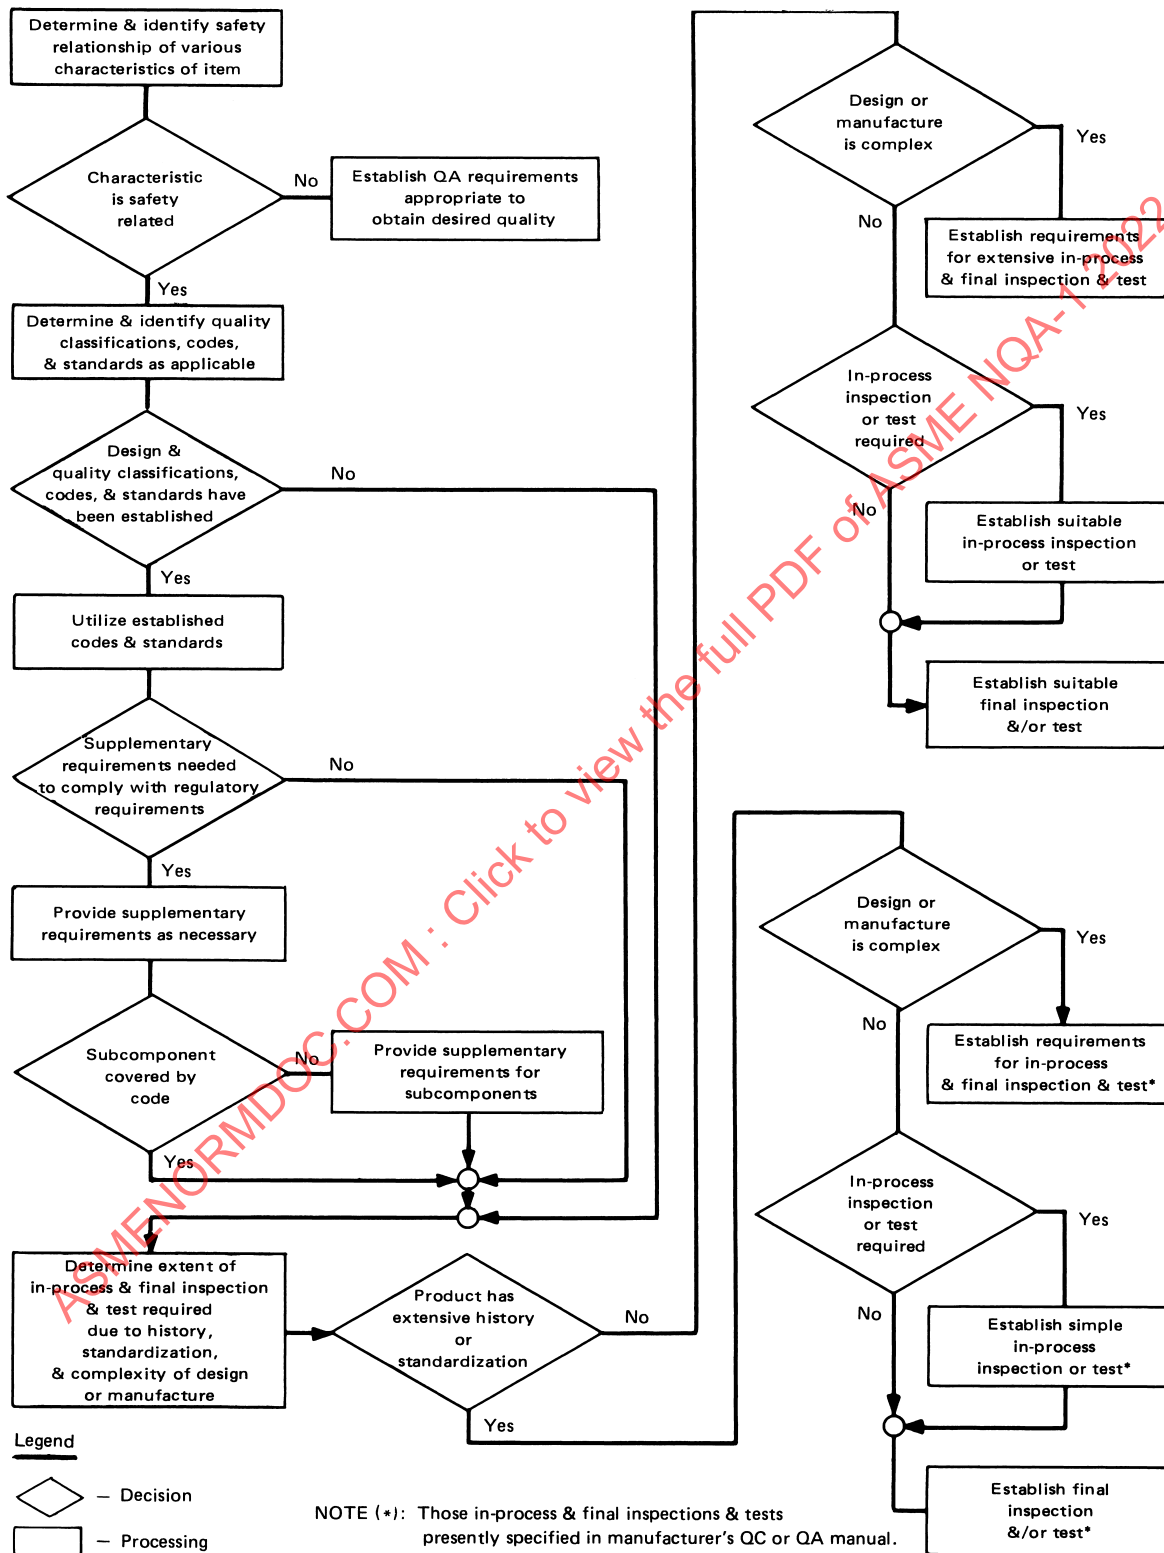 Determine & identify safety
relationship of various
characteristics of item
Characteristic
is safety
related
No
Establish QA requirements
appropriate to
obtain desired quality
Yes
Determine & identify quality
classifications, codes,
& standards as applicable
Design &
quality classifications,
codes, & standards have
been established
No
Yes
Utilize established
codes & standards
Supplementary
requirements needed
to comply with regulatory
requirements
No
Yes
Provide supplementary
requirements as necessary
Subcomponent
covered by
code
No
Provide supplementary
requirements for
subcomponents
Yes
Determine extent of
in-process & final inspection
& test required
due to history,
standardization,
& complexity of design
or manufacture
Product has
extensive history
or
standardization
No
Yes
Design or
manufacture
is complex
Yes
No
Establish requirements
for extensive in-process
& final inspection & test
In-process
inspection
or test
required
Yes
No
Establish suitable
in-process inspection
or test
Establish suitable
final inspection
&/or test
Design or
manufacture
is complex
Yes
No
Establish requirements
for in-process
& final inspection & test*
In-process
inspection
or test
required
Yes
No
Establish simple
in-process
inspection or test*
Establish final
inspection
&/or test*
Legend
— Decision
— Processing
NOTE (*): Those in-process & final inspections & tests
presently specified in manufacturer's QC or QA manual.
ASMENORMDOC.COM : Click to view the full PDF of ASME NQA-1 2022